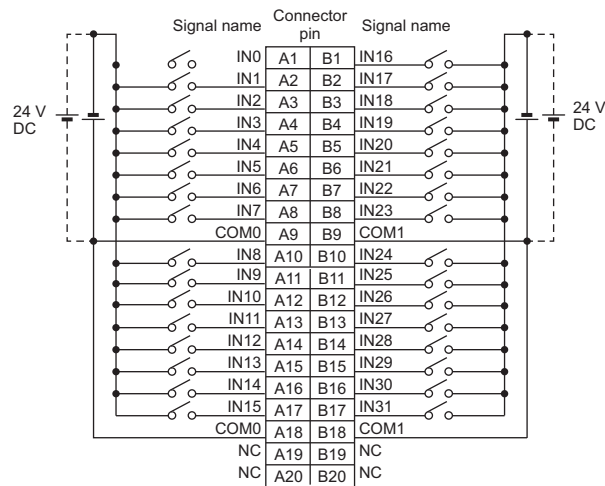 Signal name Connector pin Signal name
IN0 A1 B1 IN16
IN1 A2 B2 IN17
IN2 A3 B3 IN18
IN3 A4 B4 IN19
24 V DC
24 V DC
IN4 A5 B5 IN20
IN5 A6 B6 IN21
IN6 A7 B7 IN22
IN7 A8 B8 IN23
COM0 A9 B9 COM1
IN8 A10 B10 IN24
IN9 A11 B11 IN25
IN10 A12 B12 IN26
IN11 A13 B13 IN27
IN12 A14 B14 IN28
IN13 A15 B15 IN29
IN14 A16 B16 IN30
IN15 A17 B17 IN31
COM0 A18 B18 COM1
NC A19 B19 NC
NC A20 B20 NC